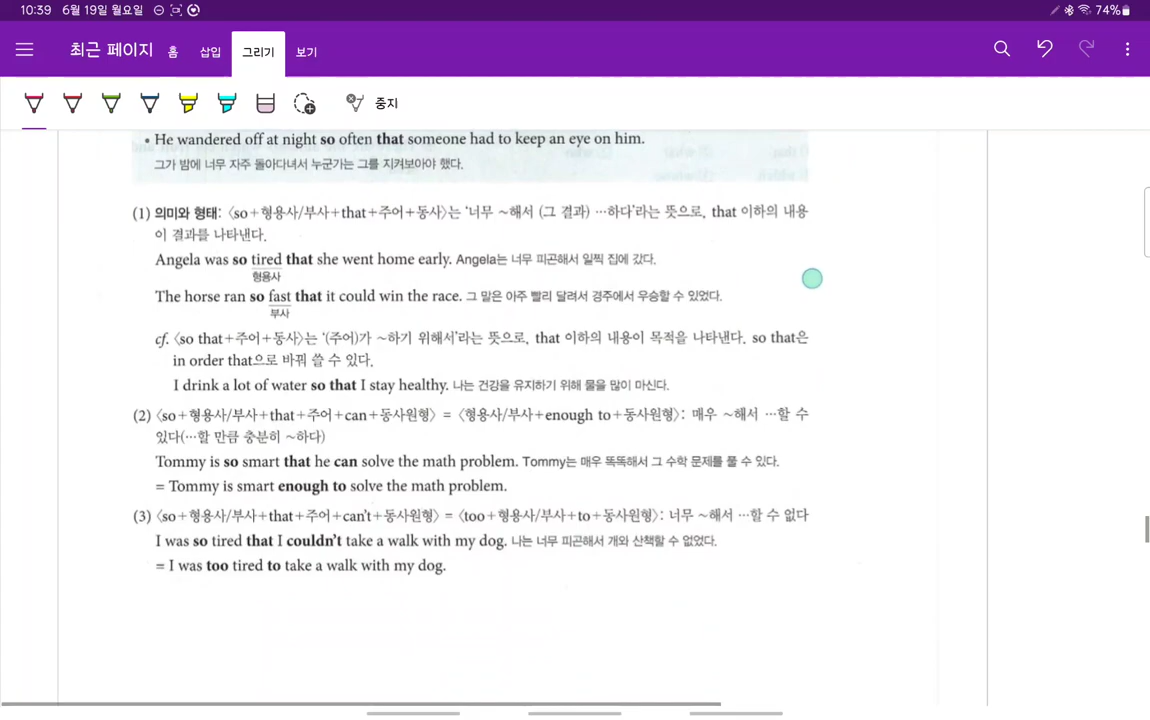 10:39 6월 19일 월요일
74%
최근 페이지 홈 삽입 그리기 보기
중지
• He wandered off at night so often that someone had to keep an eye on him.
그가 밤에 너무 자주 돌아다녀서 누군가는 그를 지켜보아야 했다.
(1) 의미와 형태: 〈so+형용사/부사+that+주어+동사〉는 ‘너무 ~해서 (그 결과) …하다’라는 뜻으로, that 이하의 내용
이 결과를 나타낸다.
Angela was so tired that she went home early. Angela는 너무 피곤해서 일찍 집에 갔다.
형용사
The horse ran so fast that it could win the race. 그 말은 아주 빨리 달려서 경주에서 우승할 수 있었다.
부사
cf. 〈so that+주어+동사〉는 ‘(주어)가 ~하기 위해서’라는 뜻으로, that 이하의 내용이 목적을 나타낸다. so that은
in order that으로 바꿔 쓸 수 있다.
I drink a lot of water so that I stay healthy. 나는 건강을 유지하기 위해 물을 많이 마신다.
(2) 〈so+형용사/부사+that+주어+can+동사원형〉 = 〈형용사/부사+enough to+동사원형〉: 매우 ~해서 …할 수
있다(…할 만큼 충분히 ~하다)
Tommy is so smart that he can solve the math problem. Tommy는 매우 똑똑해서 그 수학 문제를 풀 수 있다.
= Tommy is smart enough to solve the math problem.
(3) 〈so+형용사/부사+that+주어+can't+동사원형〉 = 〈too+형용사/부사+to+동사원형〉: 너무 ~해서 …할 수 없다
I was so tired that I couldn't take a walk with my dog. 나는 너무 피곤해서 개와 산책할 수 없었다.
= I was too tired to take a walk with my dog.